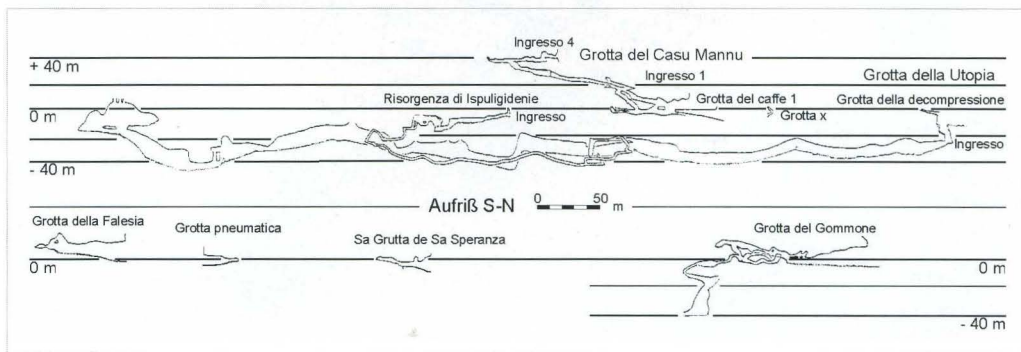 Ingresso 4
Grotta del Casu Mannu
+ 40 m
Ingresso 1
Grotta della Utopia
Risorgenza di Ispuligidenie
Grotta del caffe 1
Grotta della decompressione
0 m
Ingresso
Grotta x
Ingresso
- 40 m
Aufriß S-N
0 50 m
Grotta della Falesia
Grotta pneumatica
Sa Grutta de Sa Speranza
Grotta del Gommone
0 m
0 m
- 40 m